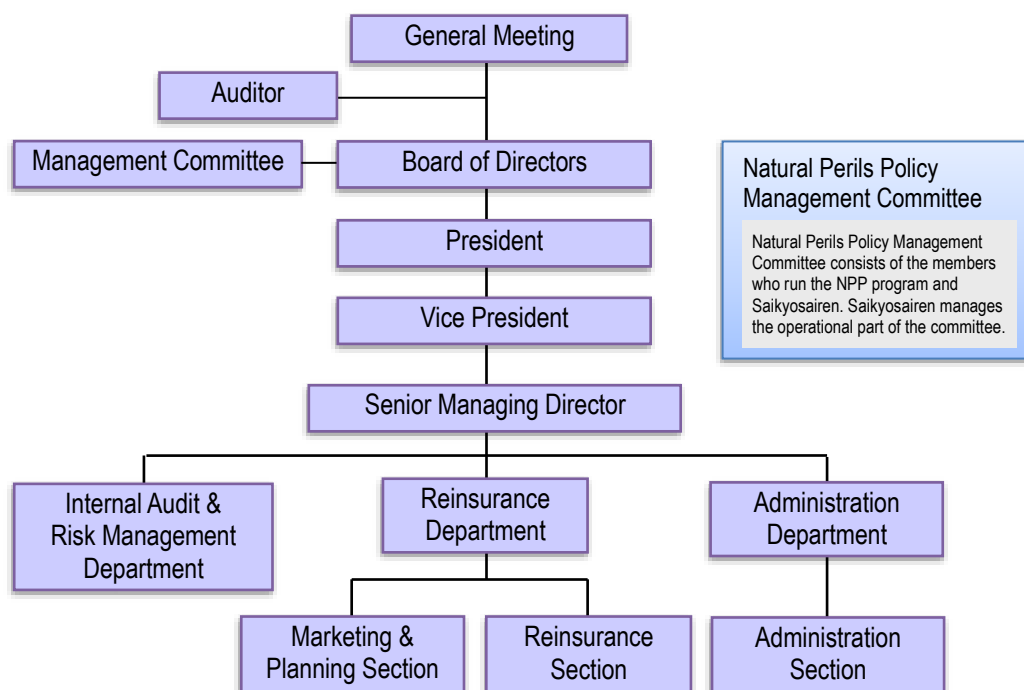 General Meeting
Auditor
Management Committee
Board of Directors
President
Vice President
Senior Managing Director
Internal Audit &
Risk Management
Department
Reinsurance
Department
Administration
Department
Marketing &
Planning Section
Reinsurance
Section
Administration
Section
Natural Perils Policy
Management Committee
Natural Perils Policy Management
Committee consists of the members
who run the NPP program and
Saikyosairen. Saikyosairen manages
the operational part of the committee.